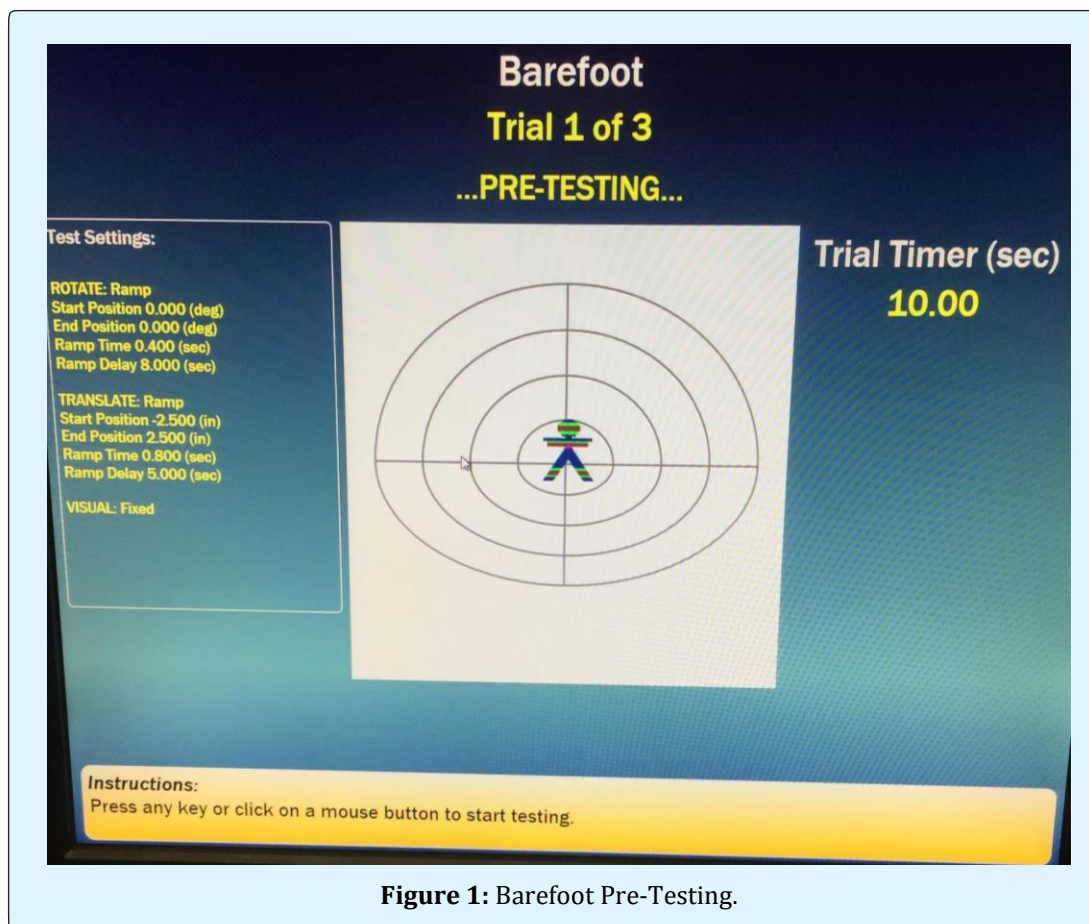 Barefoot
Trial 1 of 3
...PRE-TESTING...
Test Settings:
ROTATE: Ramp
Start Position 0.000 (deg)
End Position 0.000 (deg)
Ramp Time 0.400 (sec)
Ramp Delay 8.000 (sec)
TRANSLATE: Ramp
Start Position -2.500 (in)
End Position 2.500 (in)
Ramp Time 0.800 (sec)
Ramp Delay 5.000 (sec)
VISUAL: Fixed
Trial Timer (sec)
10.00
Instructions:
Press any key or click on a mouse button to start testing.
Figure 1: Barefoot Pre-Testing.